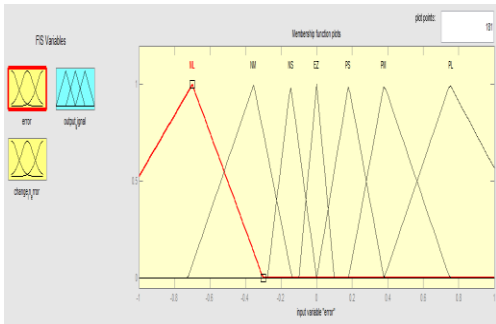 FIS Variables
Membership function plots
plot points:
181
NL NM NS EZ PS PM PL
1
0.5
0
error
output_signal
-1 -0.8 -0.6 -0.4 -0.2 0 0.2 0.4 0.6 0.8 1
input variable "error"